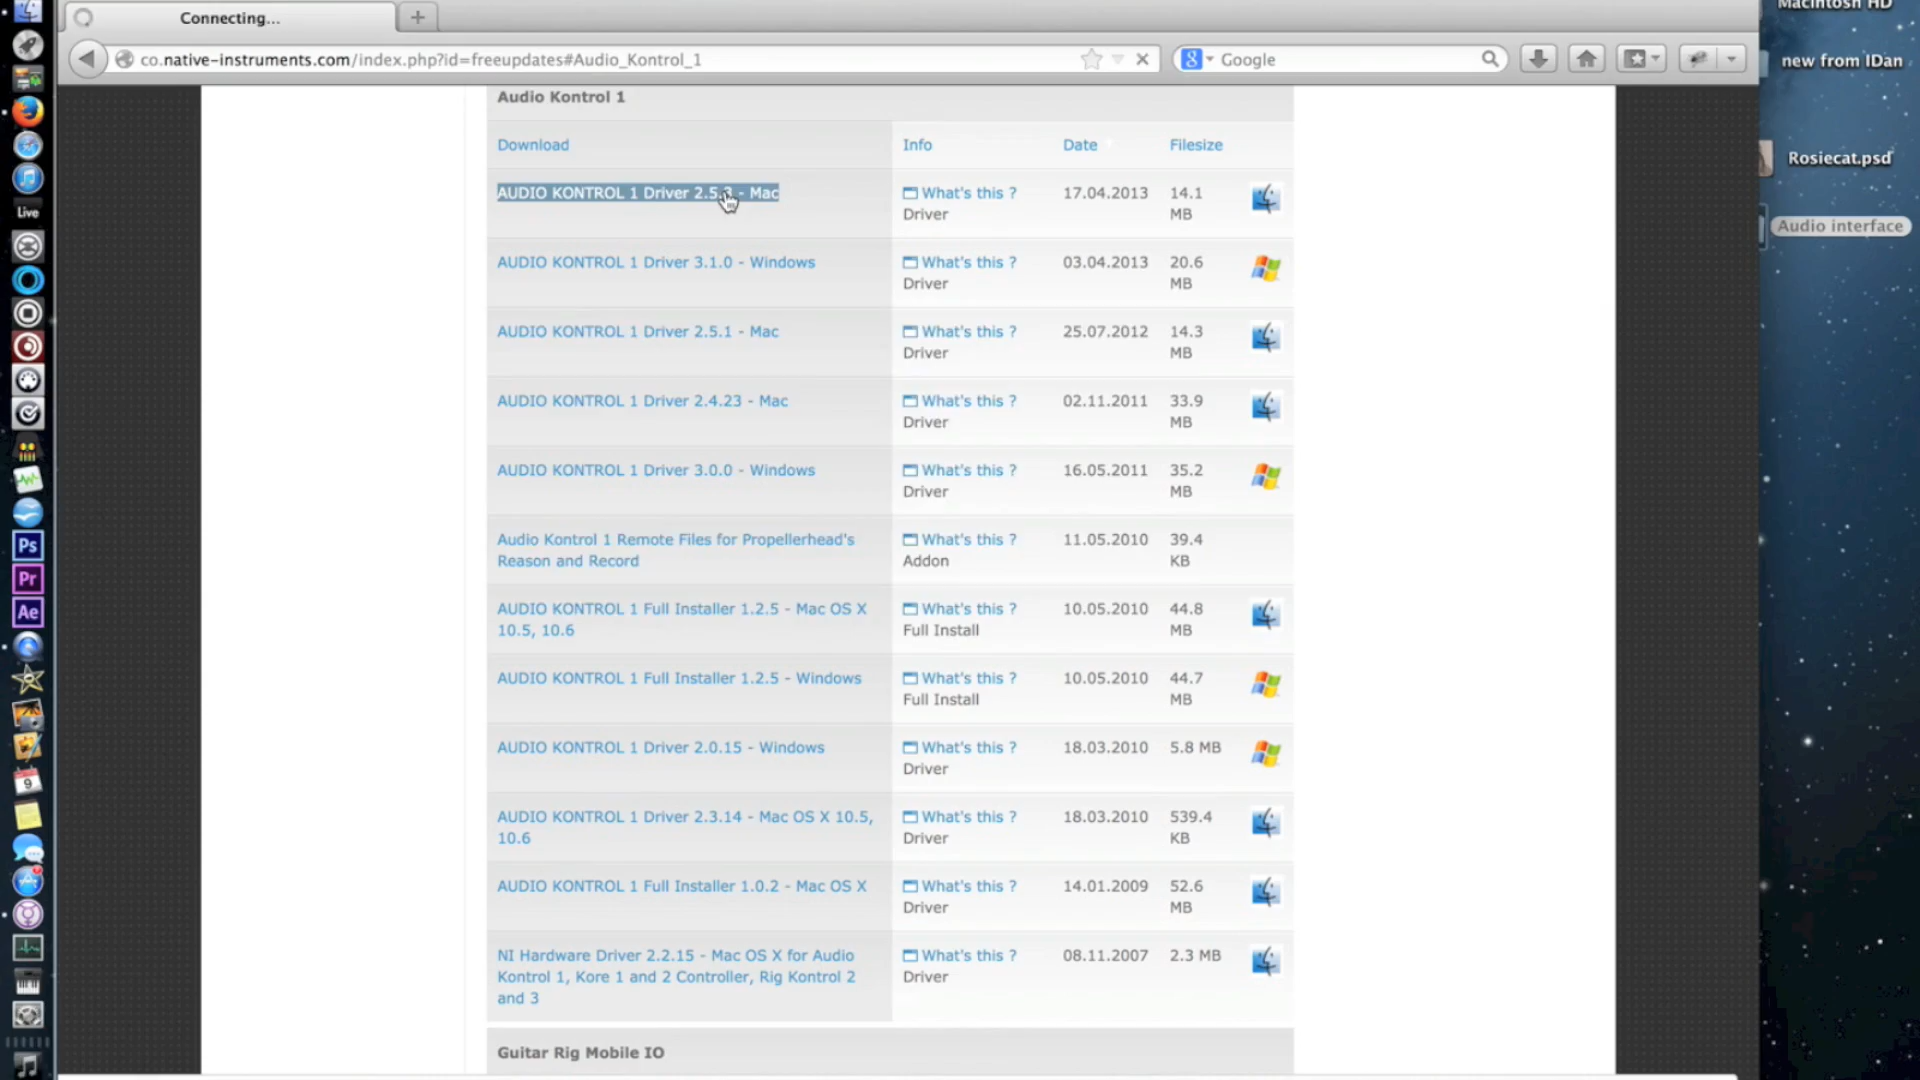 Connecting...
Macintosh HD
co.native-instruments.com/index.php?id=freeupdates#Audio_Kontrol_1
Google
new from IDan
Audio Kontrol 1
Download Info Date Filesize
Rosiecat.psd
AUDIO KONTROL 1 Driver 2.5.3 - Mac What's this ? 17.04.2013 14.1
Driver MB
Live
Audio interface
AUDIO KONTROL 1 Driver 3.1.0 - Windows What's this ? 03.04.2013 20.6
Driver MB
AUDIO KONTROL 1 Driver 2.5.1 - Mac What's this ? 25.07.2012 14.3
Driver MB
AUDIO KONTROL 1 Driver 2.4.23 - Mac What's this ? 02.11.2011 33.9
Driver MB
AUDIO KONTROL 1 Driver 3.0.0 - Windows What's this ? 16.05.2011 35.2
Driver MB
Audio Kontrol 1 Remote Files for Propellerhead's What's this ? 11.05.2010 39.4
Reason and Record Addon KB
Ps
Pr
AUDIO KONTROL 1 Full Installer 1.2.5 - Mac OS X What's this ? 10.05.2010 44.8
10.5, 10.6 Full Install MB
Ae
AUDIO KONTROL 1 Full Installer 1.2.5 - Windows What's this ? 10.05.2010 44.7
Full Install MB
AUDIO KONTROL 1 Driver 2.0.15 - Windows What's this ? 18.03.2010 5.8 MB
Driver
9
AUDIO KONTROL 1 Driver 2.3.14 - Mac OS X 10.5, What's this ? 18.03.2010 539.4
10.6 Driver KB
AUDIO KONTROL 1 Full Installer 1.0.2 - Mac OS X What's this ? 14.01.2009 52.6
Driver MB
NI Hardware Driver 2.2.15 - Mac OS X for Audio What's this ? 08.11.2007 2.3 MB
Kontrol 1, Kore 1 and 2 Controller, Rig Kontrol 2 Driver
and 3
Guitar Rig Mobile IO